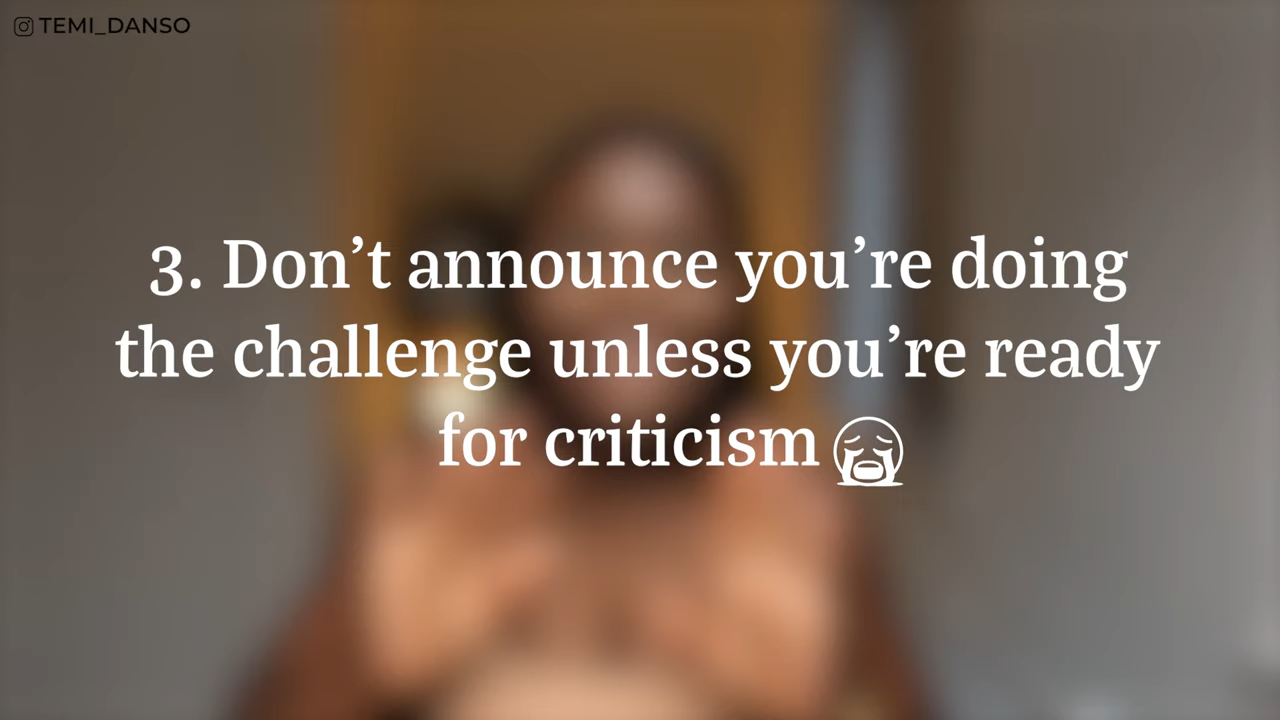 TEMI_DANSO
3. Don’t announce you’re doing
the challenge unless you’re ready
for criticism 😭